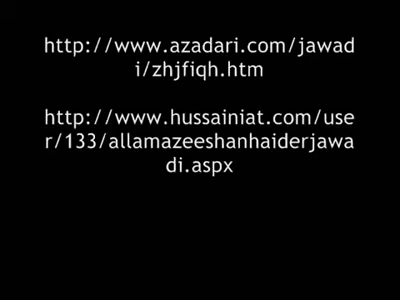 http://www.azadari.com/jawad
i/zhjfiqh.htm
http://www.hussainiat.com/use
r/133/allamazeeshanhaiderjawa
di.aspx